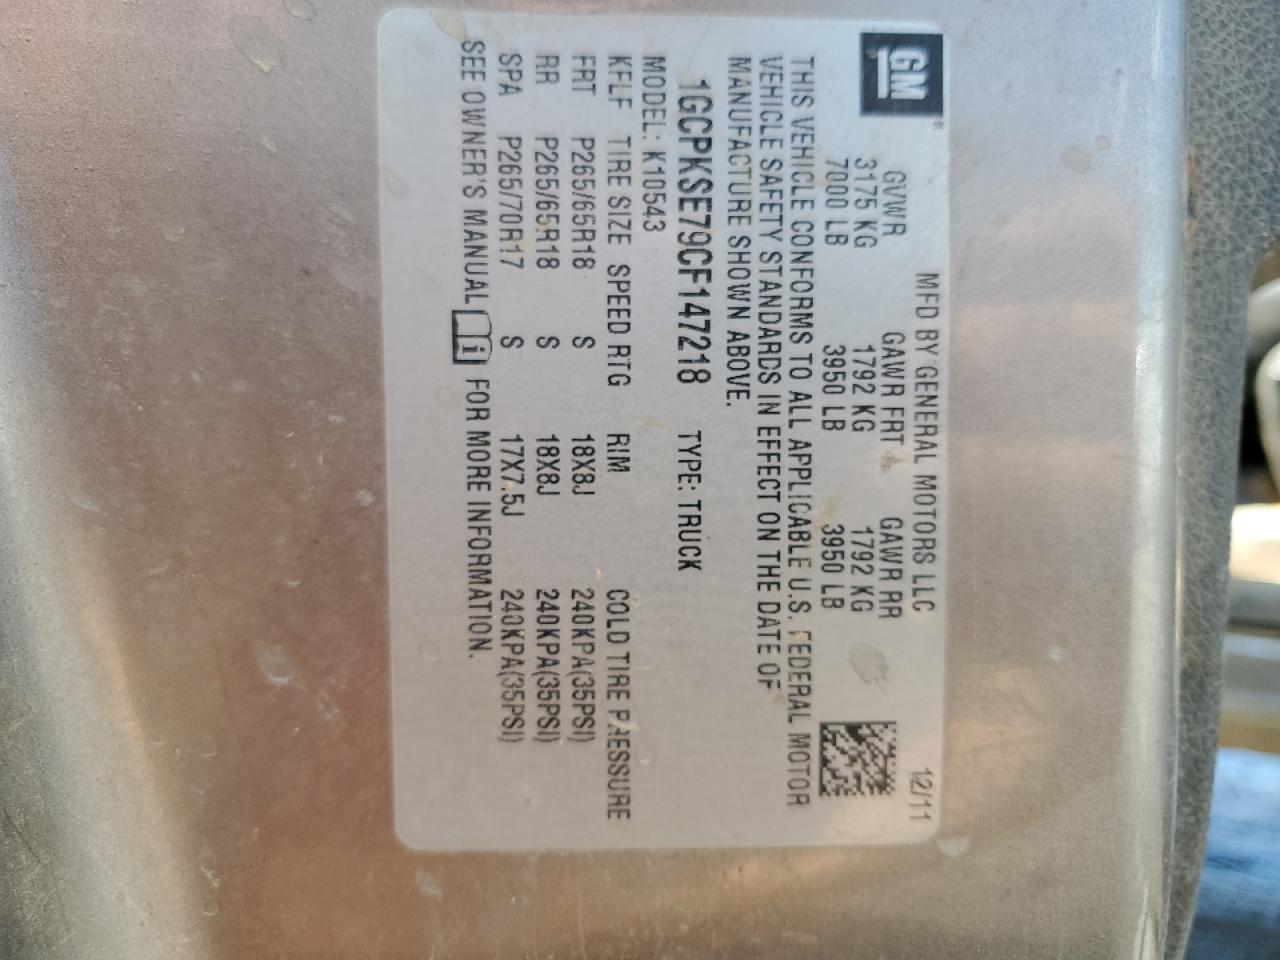 GM
MFD BY GENERAL MOTORS LLC 12/11
GVWR GAWR FRT GAWR RR
3175 KG 1792 KG 1792 KG
7000 LB 3950 LB 3950 LB
THIS VEHICLE CONFORMS TO ALL APPLICABLE U.S. FEDERAL MOTOR
VEHICLE SAFETY STANDARDS IN EFFECT ON THE DATE OF
MANUFACTURE SHOWN ABOVE.
1GCPKSE79CF147218 TYPE: TRUCK
MODEL: K10543
KFLF TIRE SIZE SPEED RTG RIM COLD TIRE PRESSURE
FRT P265/65R18 S 18X8J 240KPA(35PSI)
RR P265/65R18 S 18X8J 240KPA(35PSI)
SPA P265/70R17 S 17X7.5J 240KPA(35PSI)
SEE OWNER'S MANUAL i FOR MORE INFORMATION.